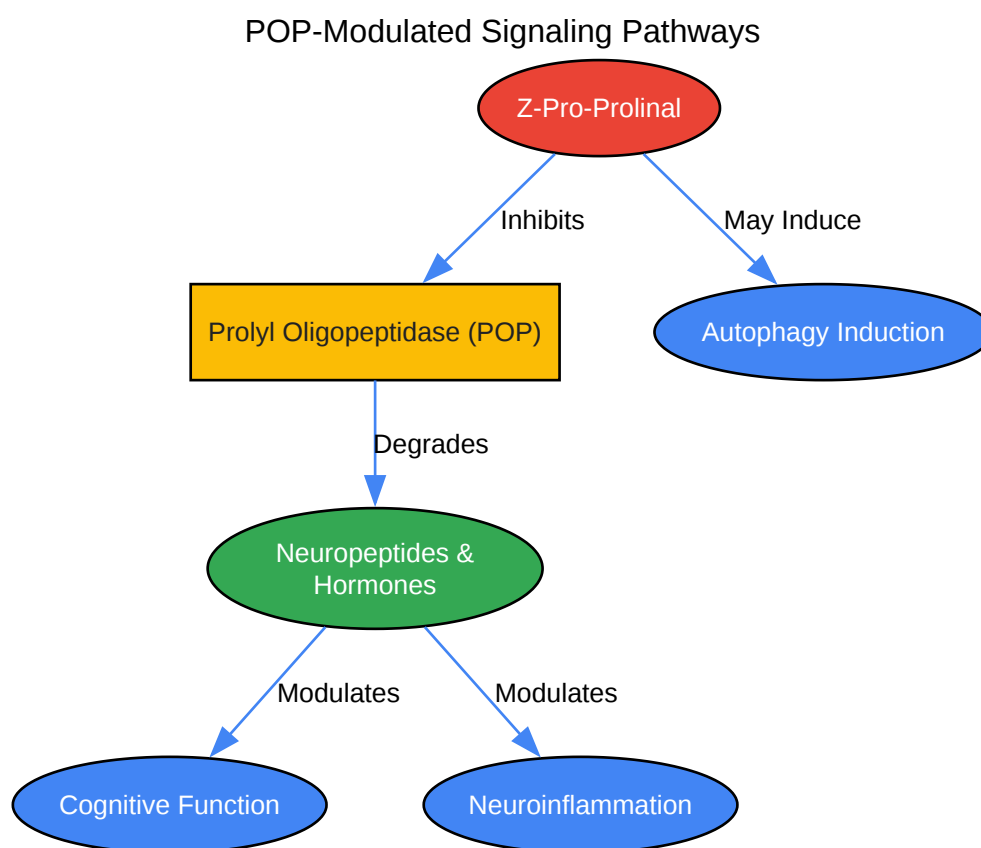 POP-Modulated Signaling Pathways
Z-Pro-Prolinal
Inhibits
May Induce
Prolyl Oligopeptidase (POP)
Autophagy Induction
Degrades
Neuropeptides &
Hormones
Modulates
Modulates
Cognitive Function
Neuroinflammation